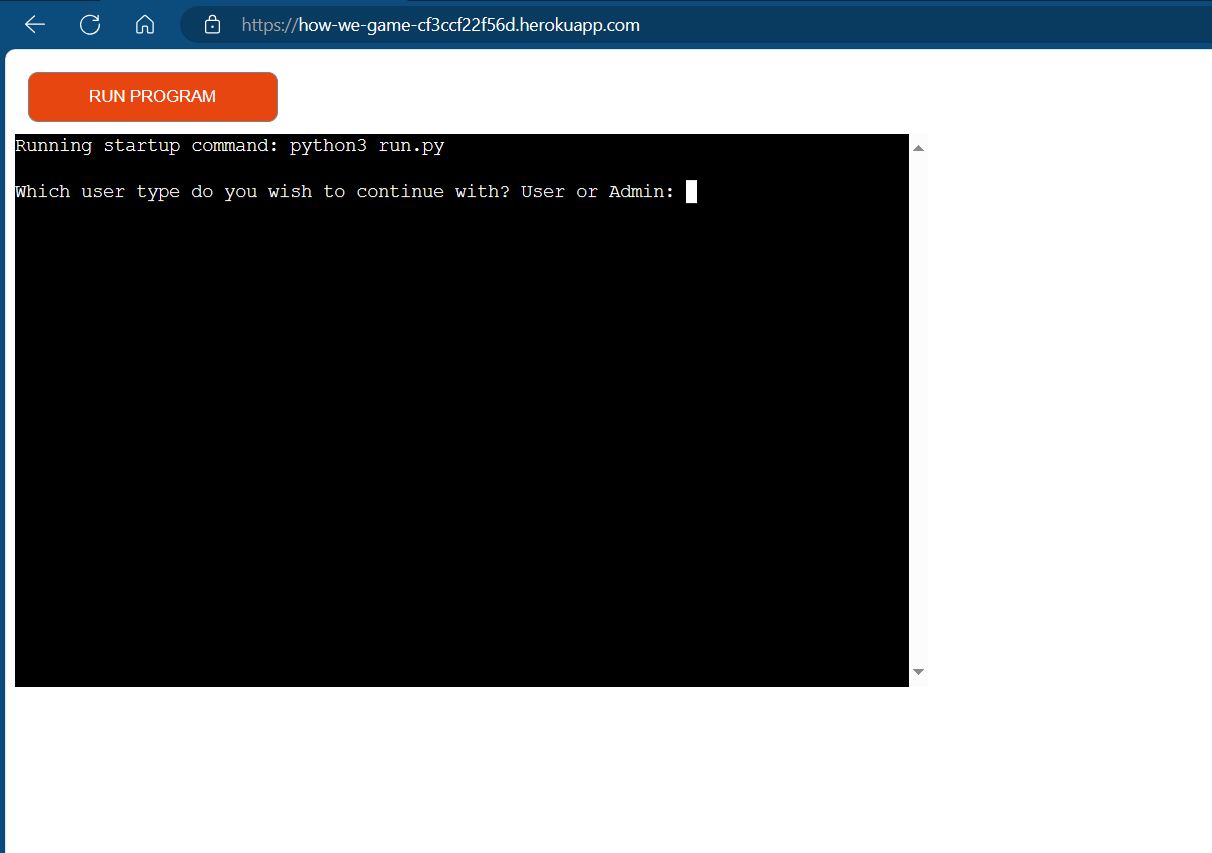 https://how-we-game-cf3ccf22f56d.herokuapp.com
RUN PROGRAM
Running startup command: python3 run.py
Which user type do you wish to continue with? User or Admin: